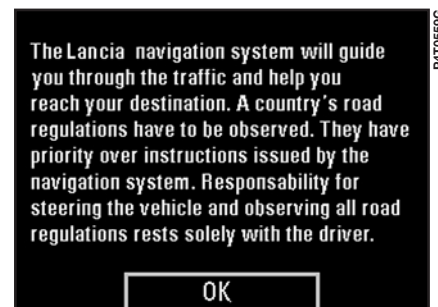 The Lancia navigation system will guide
you through the traffic and help you
reach your destination. A country's road
regulations have to be observed. They have
priority over instructions issued by the
navigation system. Responsability for
steering the vehicle and observing all road
regulations rests solely with the driver.
OK
P4T0559C